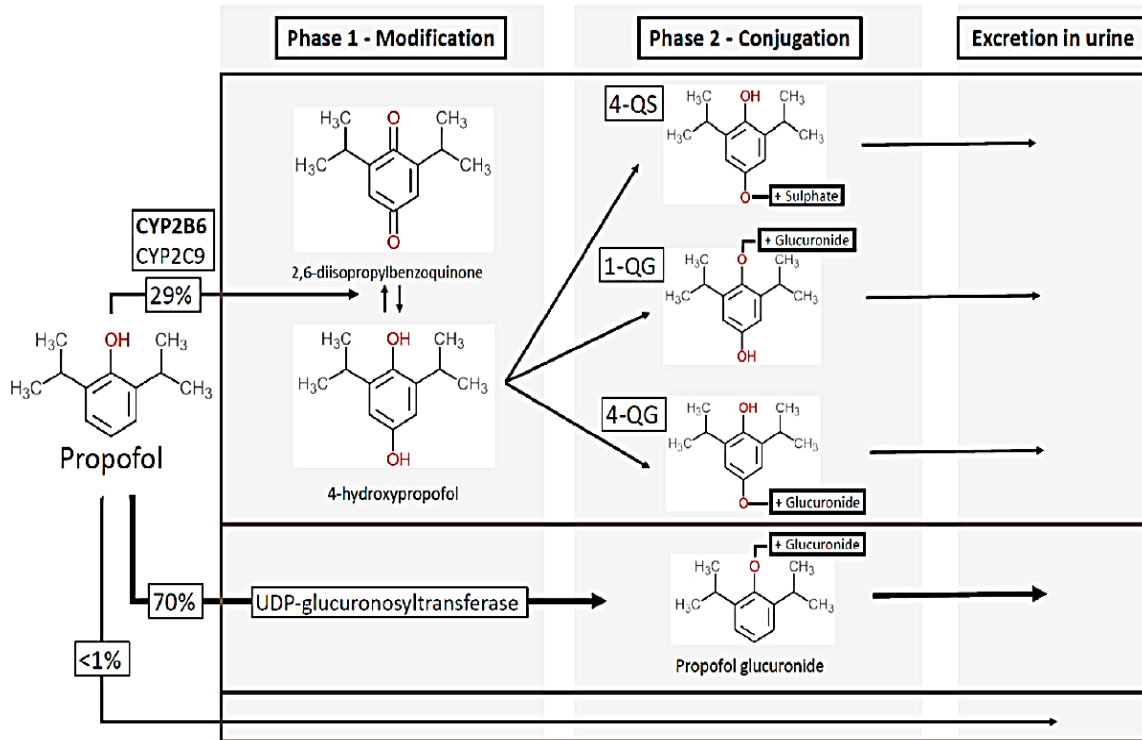 Phase 1 - Modification
Phase 2 - Conjugation
Excretion in urine
CYP2B6
CYP2C9
29%
OH
CH₃
H₃C
H₃C
CH₃
Propofol
O
H₃C
CH₃
H₃C
CH₃
O
2,6-diisopropylbenzoquinone
OH
H₃C
CH₃
H₃C
CH₃
OH
4-hydroxypropofol
4-QS
OH
H₃C
CH₃
H₃C
CH₃
O
+ Sulphate
1-QG
+ Glucuronide
O
H₃C
CH₃
H₃C
CH₃
OH
4-QG
OH
H₃C
CH₃
H₃C
CH₃
O
+ Glucuronide
70%
UDP-glucuronosyltransferase
+ Glucuronide
O
H₃C
CH₃
H₃C
CH₃
Propofol glucuronide
<1%